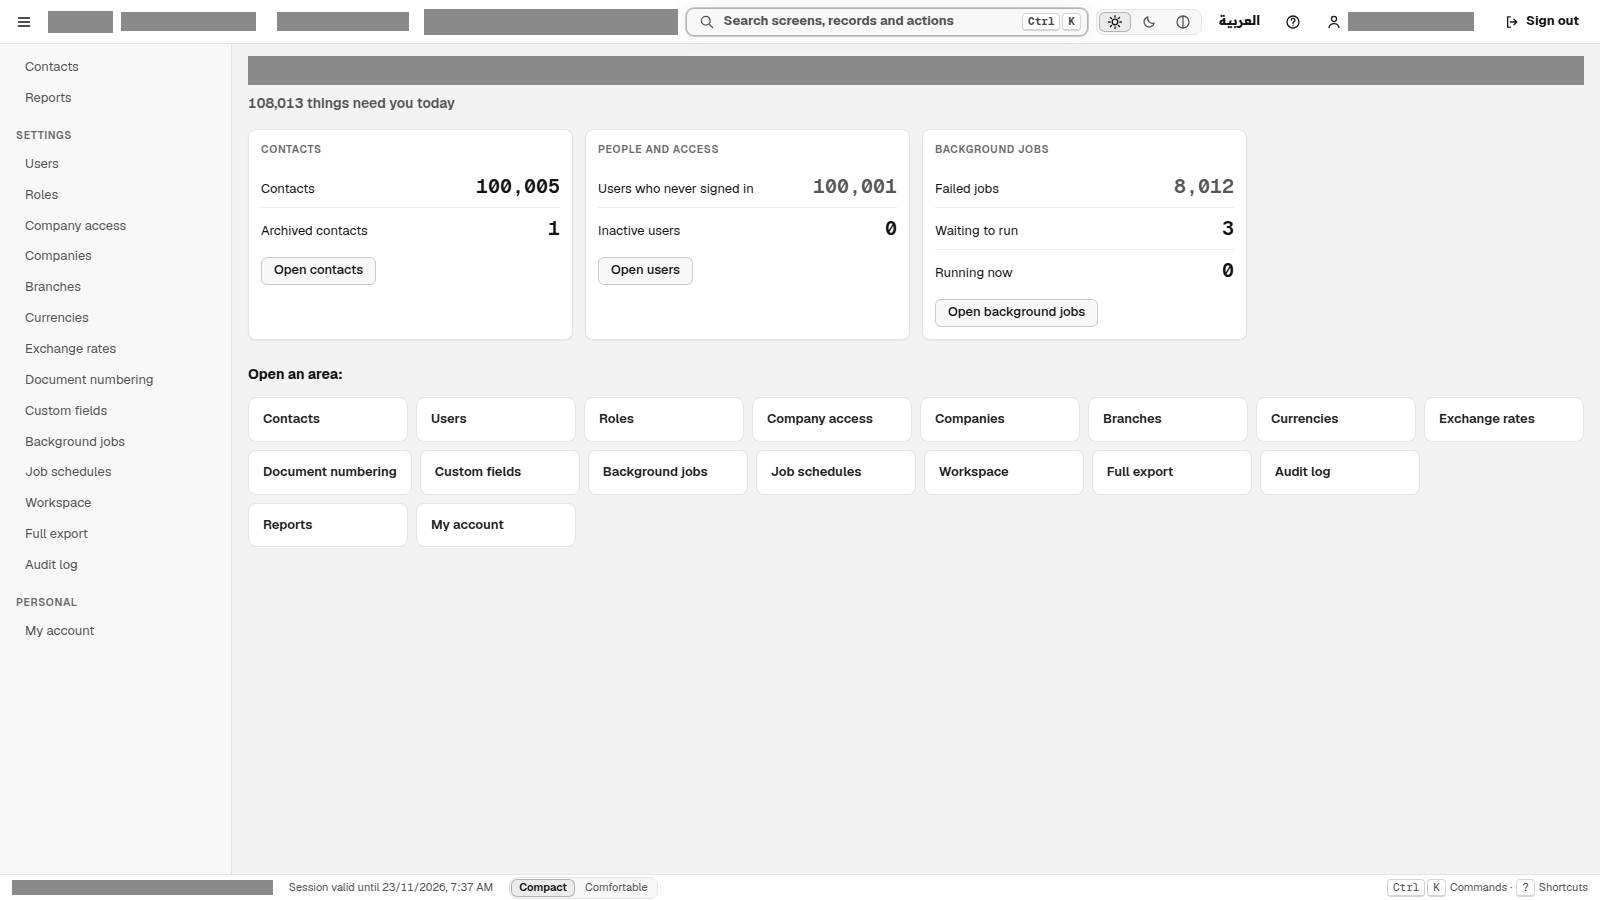 Search screens, records and actions Ctrl K العربية Sign out
Contacts
Reports
SETTINGS
Users
Roles
Company access
Companies
Branches
Currencies
Exchange rates
Document numbering
Custom fields
Background jobs
Job schedules
Workspace
Full export
Audit log
PERSONAL
My account
108,013 things need you today
CONTACTS
Contacts 100,005
Archived contacts 1
Open contacts
PEOPLE AND ACCESS
Users who never signed in 100,001
Inactive users 0
Open users
BACKGROUND JOBS
Failed jobs 8,012
Waiting to run 3
Running now 0
Open background jobs
Open an area:
Contacts Users Roles Company access Companies Branches Currencies Exchange rates
Document numbering Custom fields Background jobs Job schedules Workspace Full export Audit log
Reports My account
Session valid until 23/11/2026, 7:37 AM Compact Comfortable Ctrl K Commands · ? Shortcuts